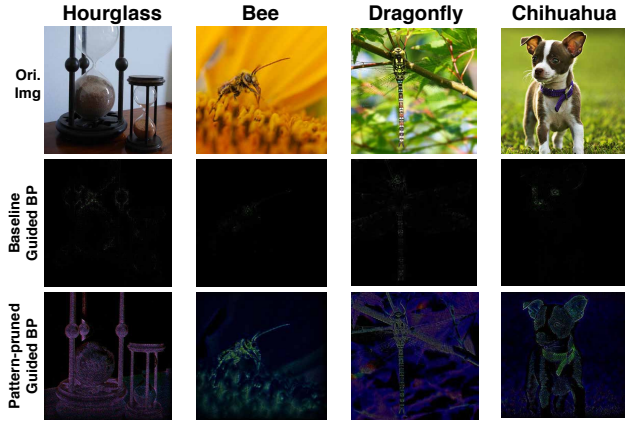 Hourglass Bee Dragonfly Chihuahua
Ori.
Img
Baseline
Guided BP
Pattern-pruned
Guided BP